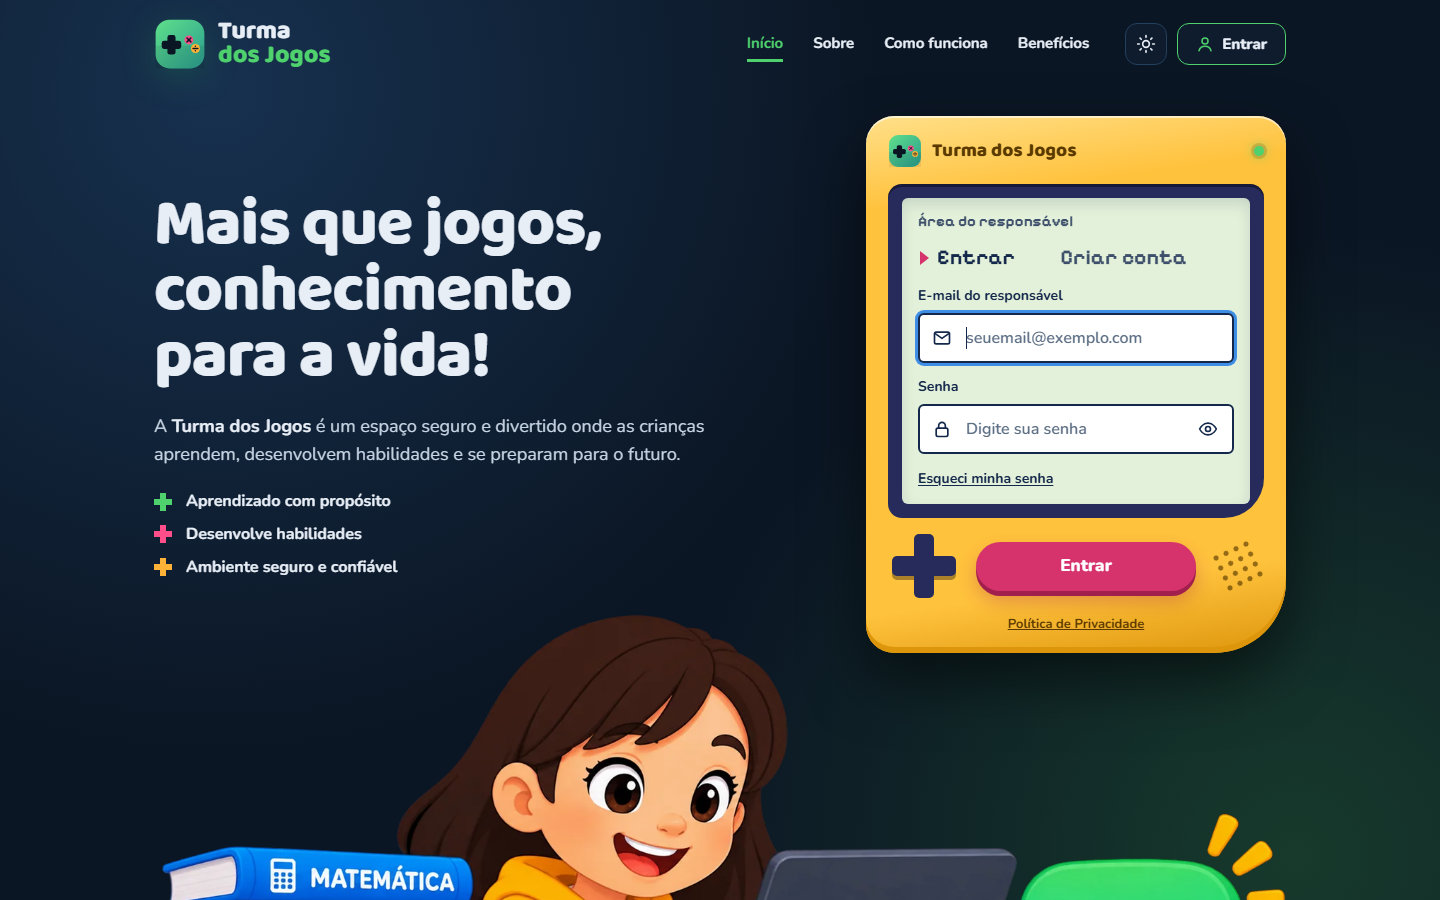 Turma
dos Jogos
Início
Sobre
Como funciona
Benefícios
Entrar
Mais que jogos,
conhecimento
para a vida!
A Turma dos Jogos é um espaço seguro e divertido onde as crianças
aprendem, desenvolvem habilidades e se preparam para o futuro.
Aprendizado com propósito
Desenvolve habilidades
Ambiente seguro e confiável
Turma dos Jogos
Área do responsável
Entrar
Criar conta
E-mail do responsável
seuemail@exemplo.com
Senha
Digite sua senha
Esqueci minha senha
Entrar
Política de Privacidade
MATEMÁTICA